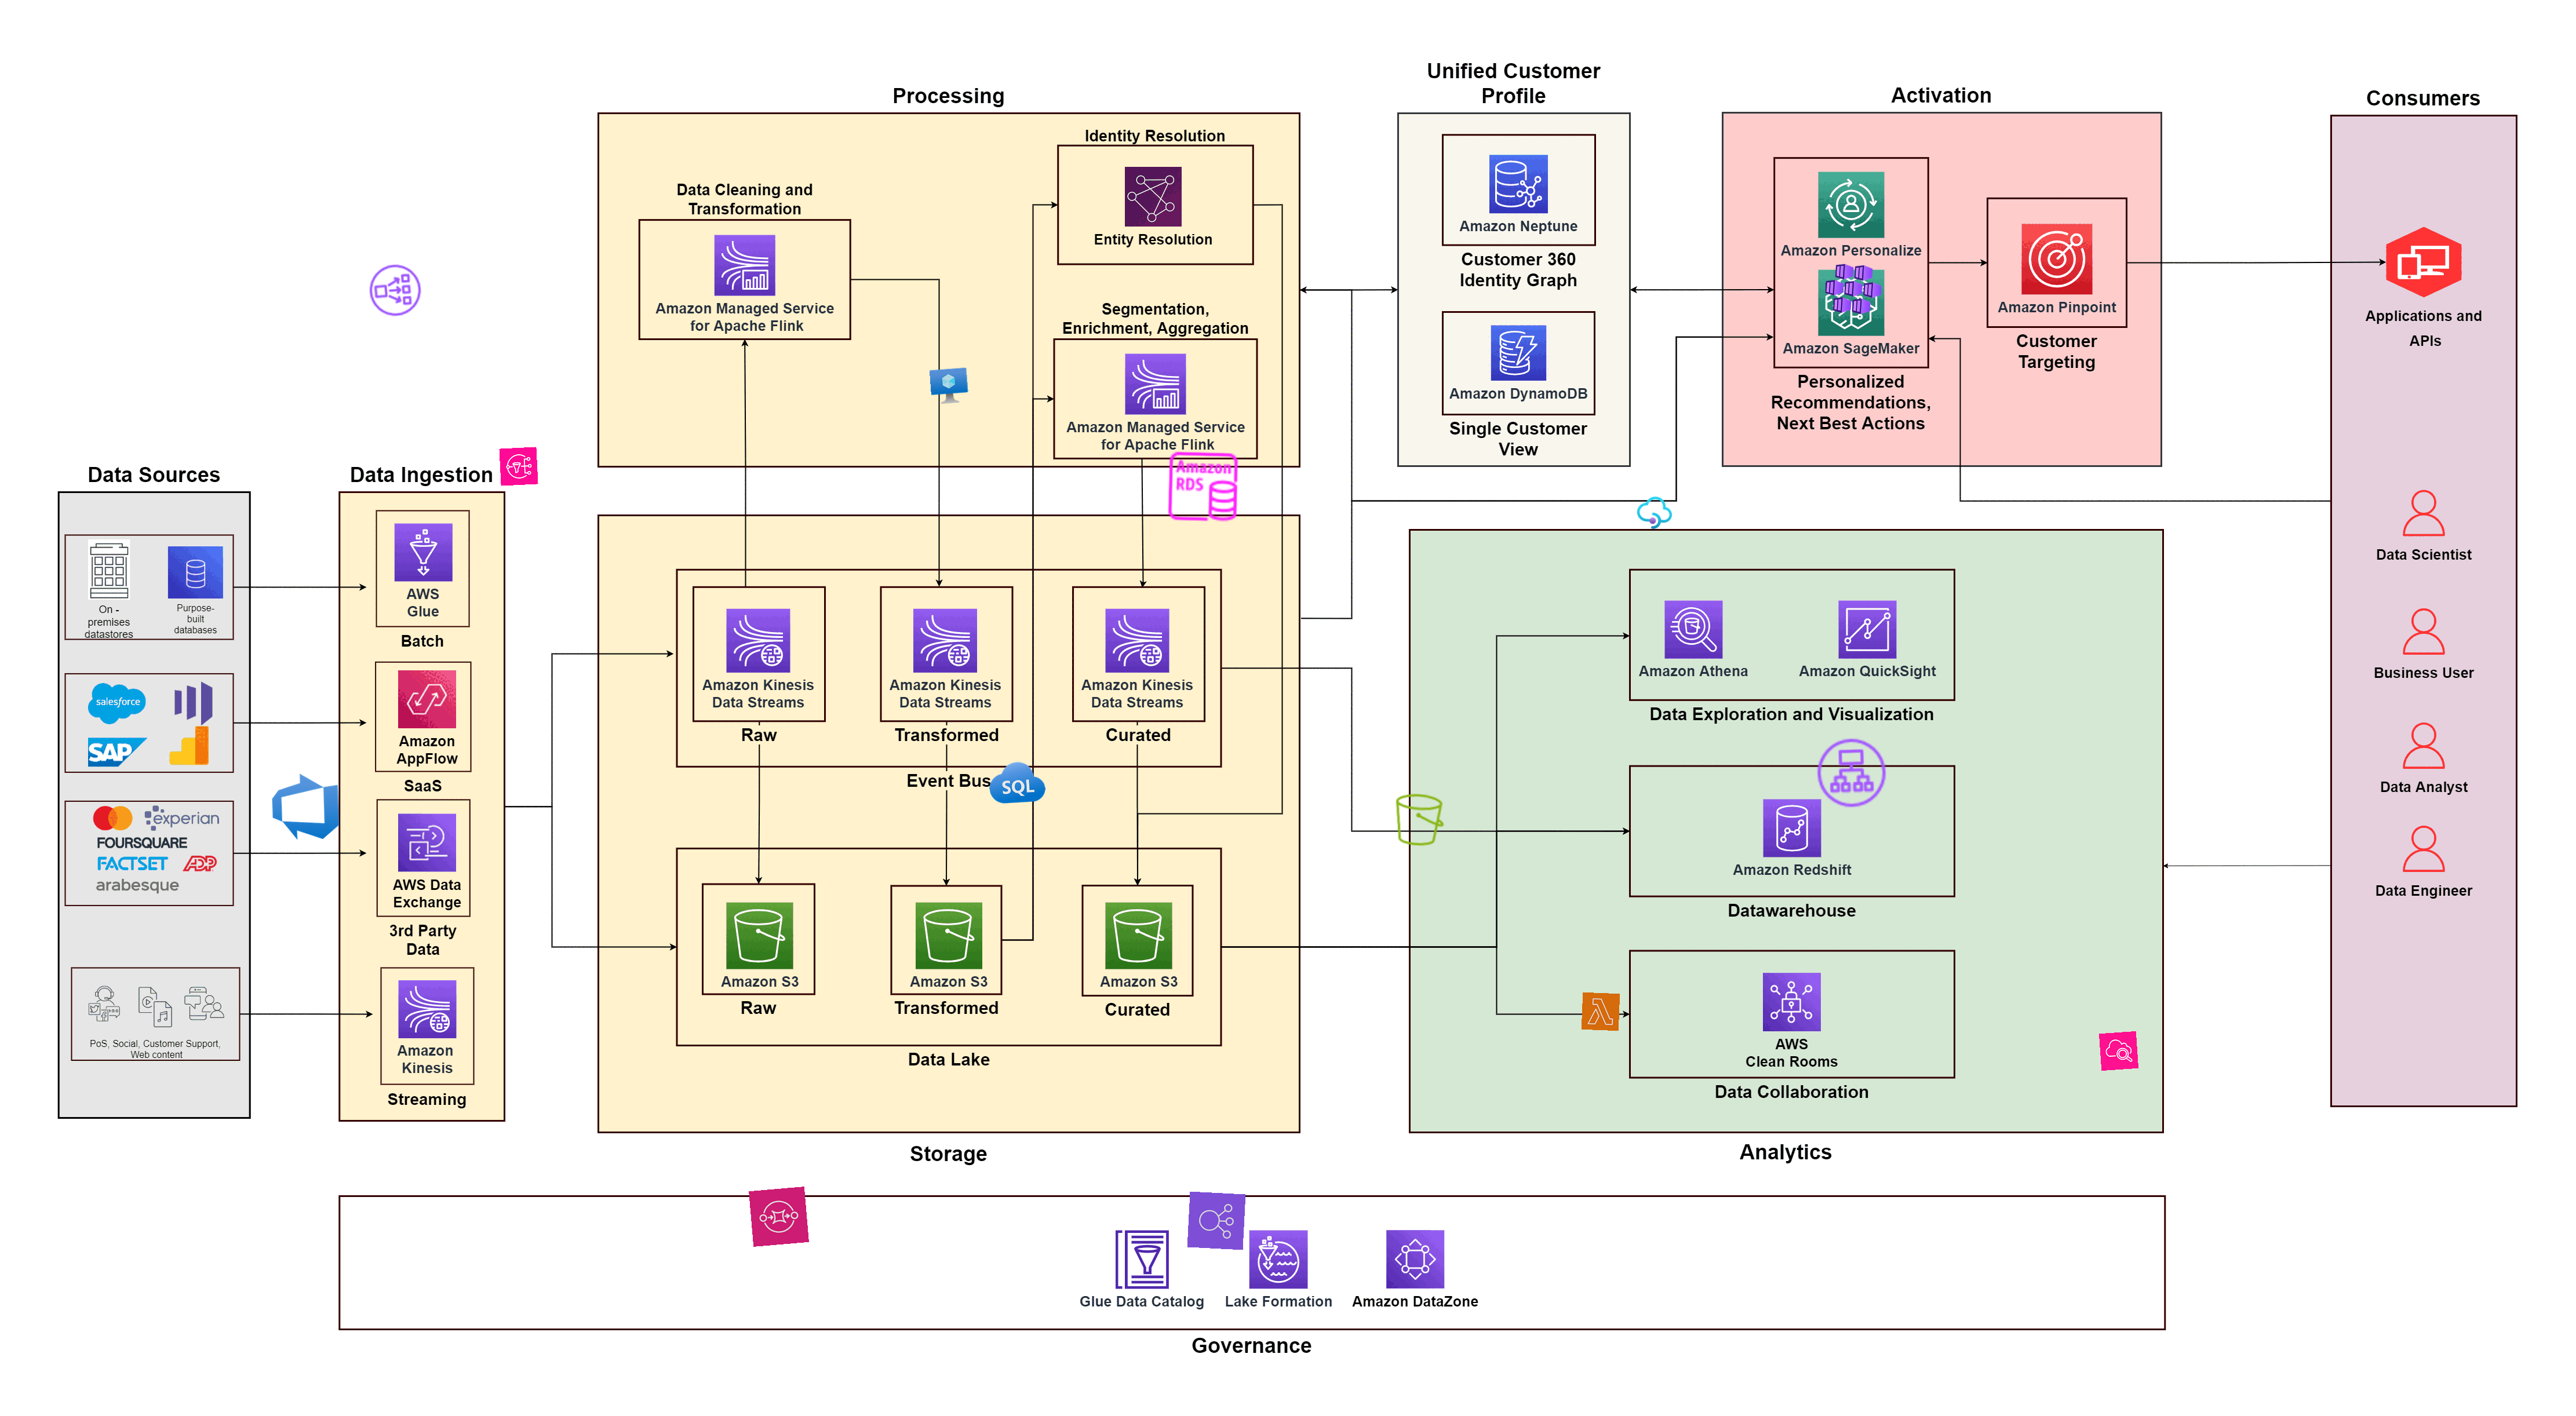 Data Sources
On -
premises
datastores
Purpose-
built
databases
salesforce
SAP
experian
FOURSQUARE
FACTSET
ADP
arabesque
PoS, Social, Customer Support,
Web content
Data Ingestion
AWS
Glue
Batch
Amazon
AppFlow
SaaS
AWS Data
Exchange
3rd Party
Data
Amazon
Kinesis
Streaming
Processing
Data Cleaning and
Transformation
Amazon Managed Service
for Apache Flink
Identity Resolution
Entity Resolution
Segmentation,
Enrichment, Aggregation
Amazon Managed Service
for Apache Flink
Amazon
RDS
Amazon Kinesis
Data Streams
Raw
Amazon Kinesis
Data Streams
Transformed
Amazon Kinesis
Data Streams
Curated
Event Bus
SQL
Amazon S3
Raw
Amazon S3
Transformed
Amazon S3
Curated
Data Lake
Storage
Unified Customer
Profile
Amazon Neptune
Customer 360
Identity Graph
Amazon DynamoDB
Single Customer
View
Activation
Amazon Personalize
Amazon SageMaker
Personalized
Recommendations,
Next Best Actions
Amazon Pinpoint
Customer
Targeting
Amazon Athena
Amazon QuickSight
Data Exploration and Visualization
Amazon Redshift
Datawarehouse
AWS
Clean Rooms
Data Collaboration
Analytics
Consumers
Applications and
APIs
Data Scientist
Business User
Data Analyst
Data Engineer
Glue Data Catalog
Lake Formation
Amazon DataZone
Governance